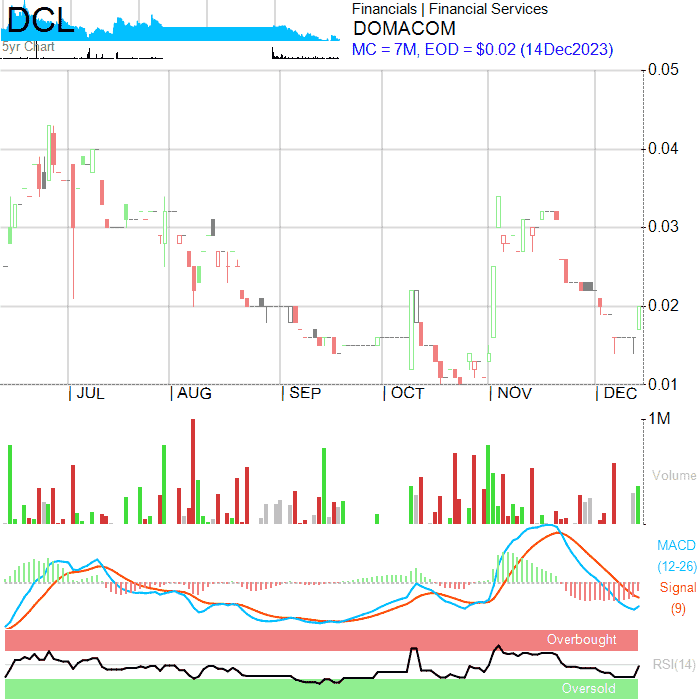 DCL
5yr Chart
Financials | Financial Services
DOMACOM
MC = 7M, EOD = $0.02 (14Dec2023)
0.05
0.04
0.03
0.02
0.01
JUL AUG SEP OCT NOV DEC
1M
Volume
MACD
(12-26)
Signal
(9)
Overbought
RSI(14)
Oversold